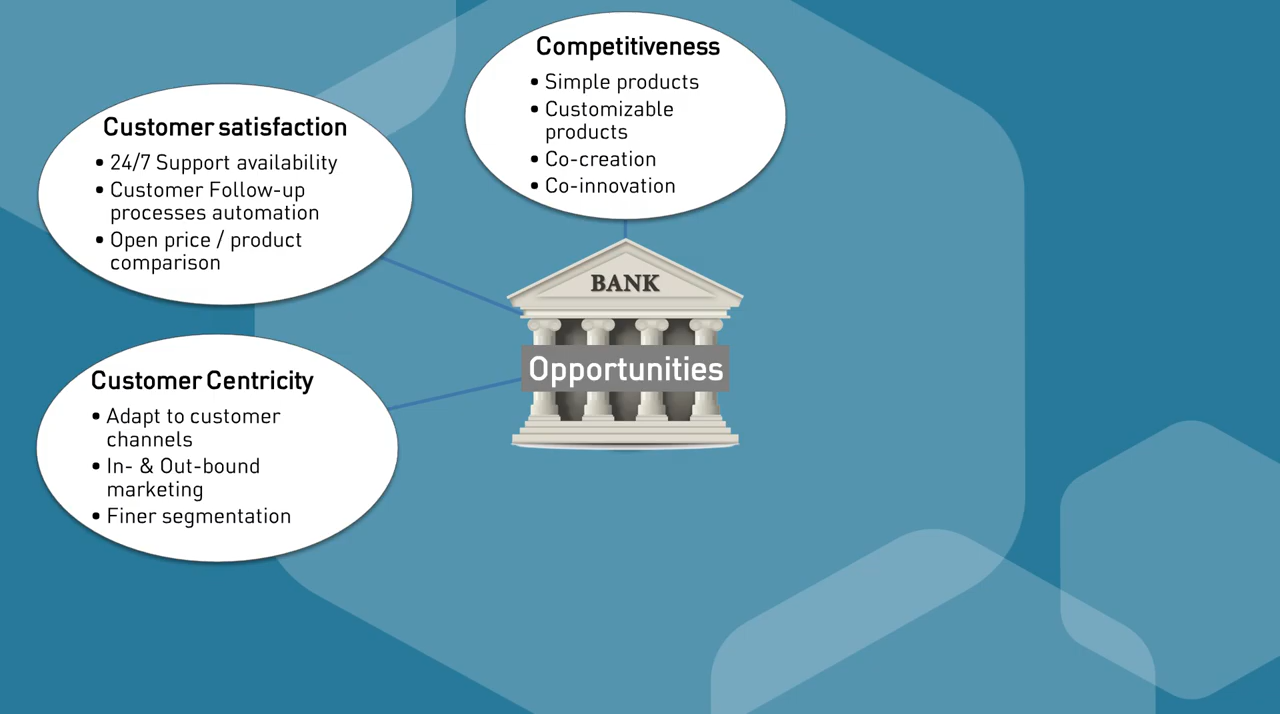 Competitiveness
• Simple products
• Customizable
products
• Co-creation
• Co-innovation
Customer satisfaction
• 24/7 Support availability
• Customer Follow-up
processes automation
• Open price / product
comparison
Customer Centricity
• Adapt to customer
channels
• In- & Out-bound
marketing
• Finer segmentation
BANK
Opportunities